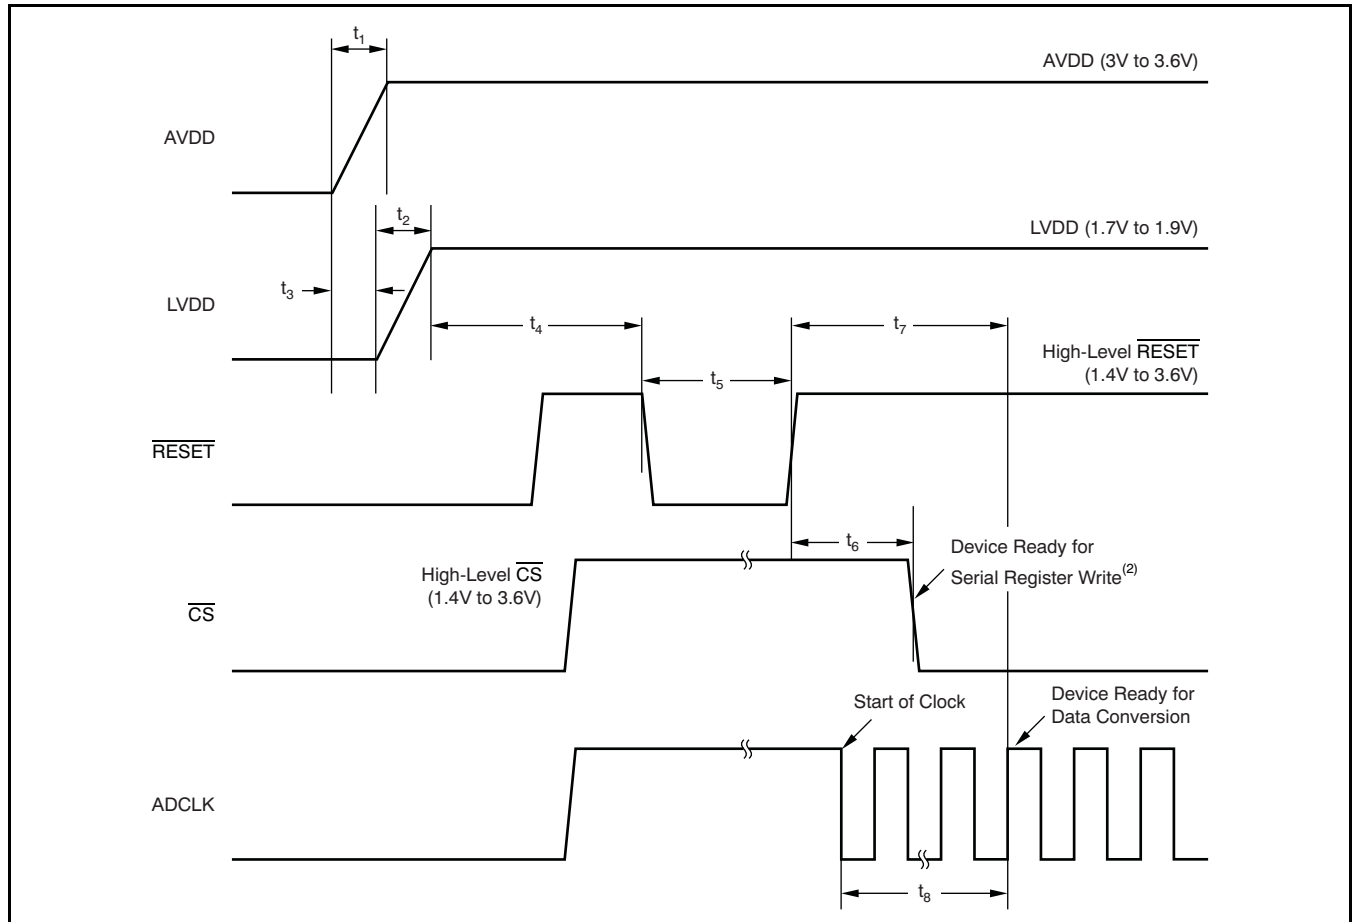 t1
AVDD (3V to 3.6V)
AVDD
t2
LVDD (1.7V to 1.9V)
t3
LVDD
t4
t7
High-Level RESET
(1.4V to 3.6V)
t5
RESET
t6
Device Ready for
Serial Register Write(2)
High-Level CS
(1.4V to 3.6V)
CS
Start of Clock
Device Ready for
Data Conversion
ADCLK
t8